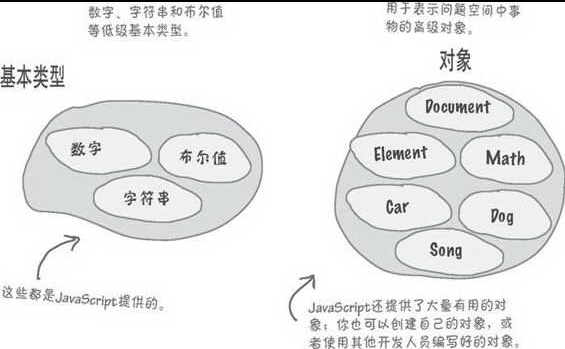 数字、字符串和布尔值
等低级基本类型。
基本类型
数字
布尔值
字符串
这些都是JavaScript提供的。
用于表示问题空间中事
物的高级对象。
对象
Document
Element
Math
Car
Dog
Song
JavaScript还提供了大量有用的对
象；你也可以创建自己的对象，或
者使用其他开发人员编写好的对象。